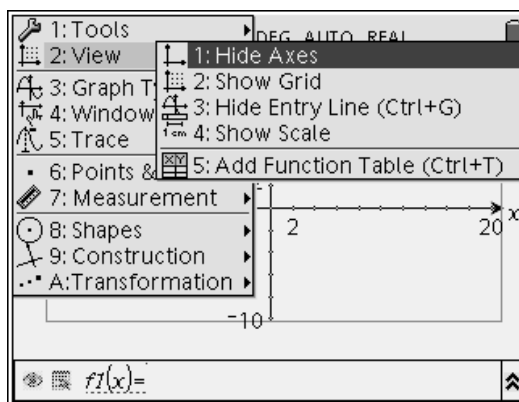 1: Tools
DEG AUTO REAL
2: View
1: Hide Axes
2: Show Grid
3: Graph T
3: Hide Entry Line (Ctrl+G)
4: Window
1 cm
4: Show Scale
5: Trace
6: Points &
5: Add Function Table (Ctrl+T)
7: Measurement
8: Shapes
2
20
x
9: Construction
A:Transformation
-10
f1(x)=